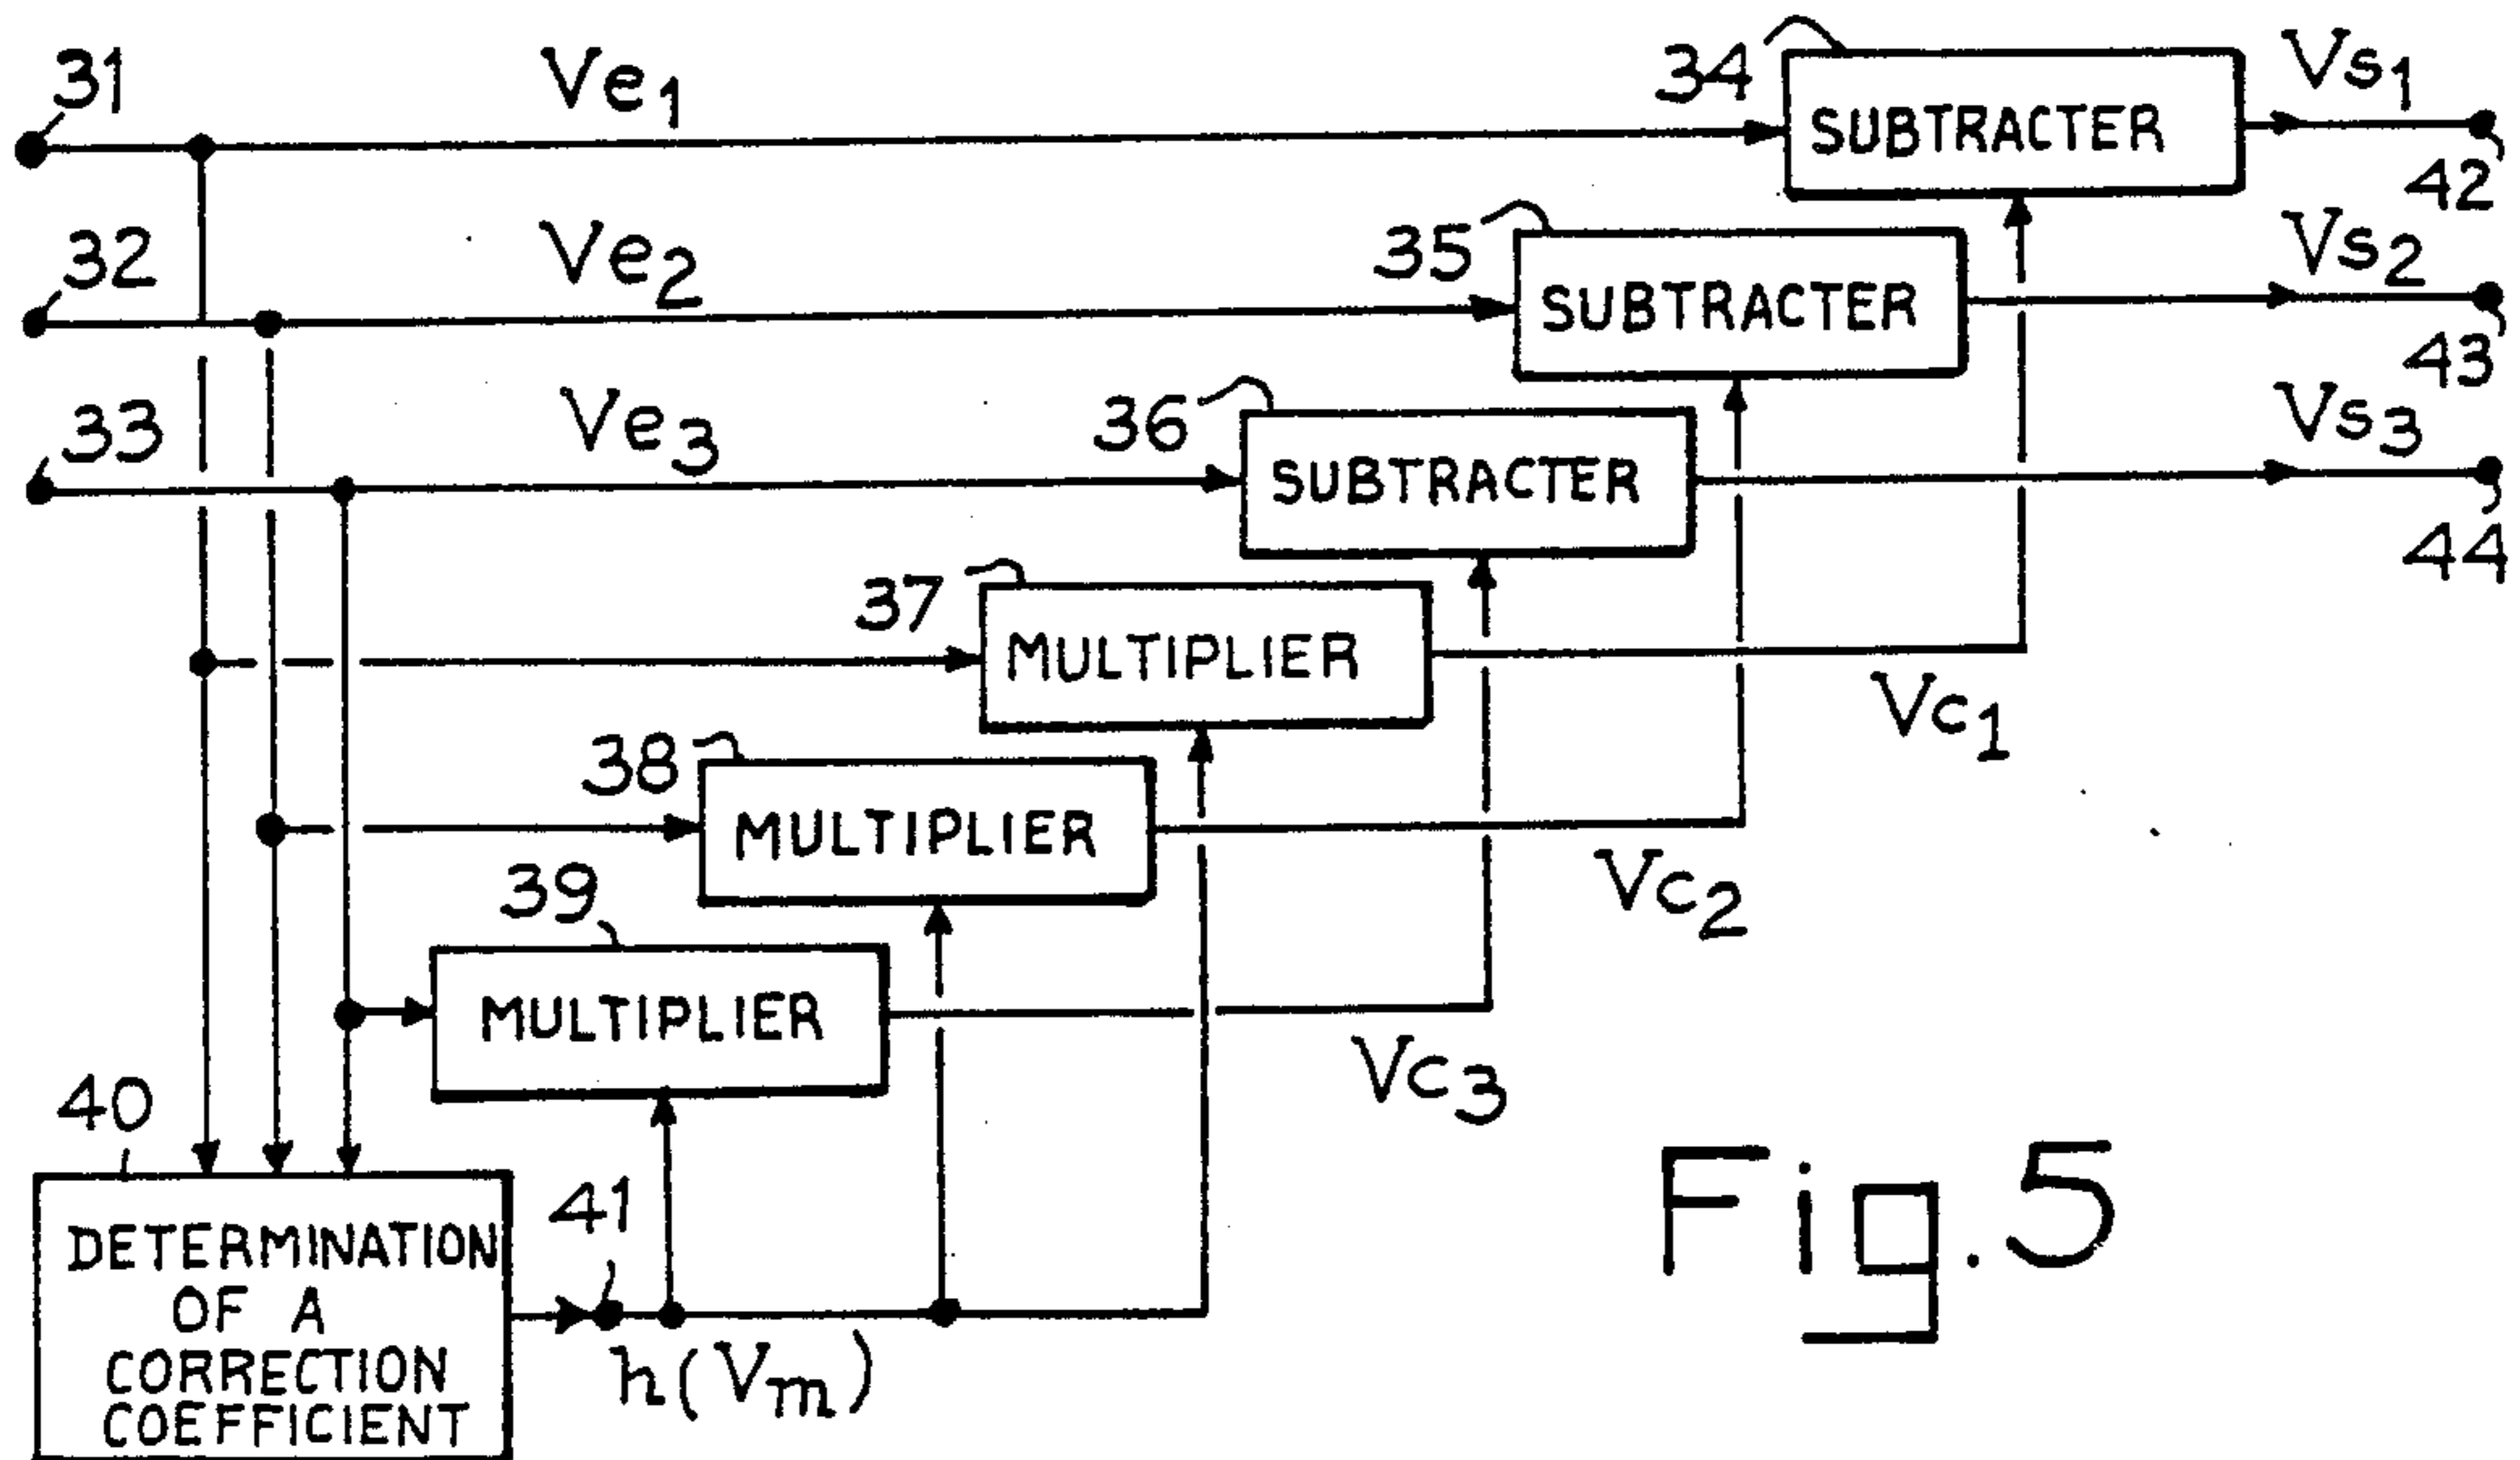 31
Ve1
34
SUBTRACTER
Vs1
42
32
Ve2
35
SUBTRACTER
Vs2
43
33
Ve3
36
SUBTRACTER
Vs3
44
37
MULTIPLIER
Vc1
38
MULTIPLIER
Vc2
39
MULTIPLIER
Vc3
40
DETERMINATION
OF A
CORRECTION
COEFFICIENT
41
h(Vm)
Fig.5